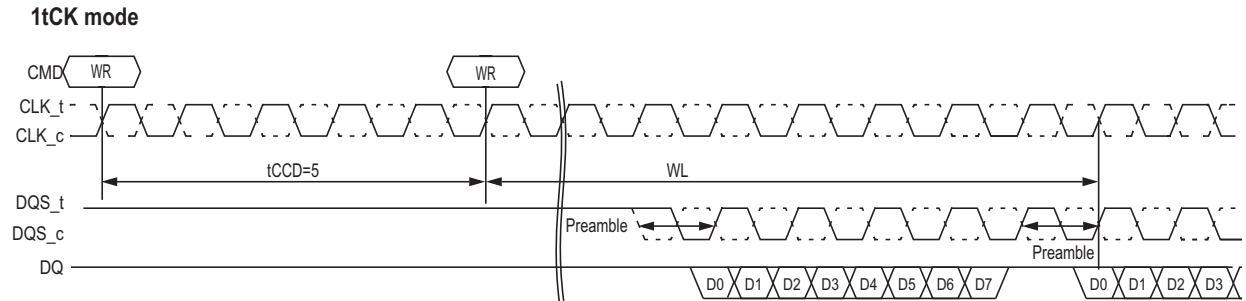 1tCK mode
CMD WR WR
CLK_t
CLK_c
tCCD=5 WL
DQS_t
Preamble
DQS_c
Preamble
DQ D0 D1 D2 D3 D4 D5 D6 D7 D0 D1 D2 D3